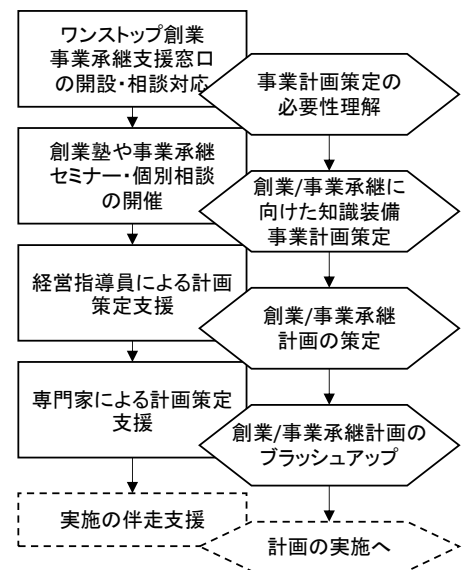 ワンストップ創業
事業承継支援窓口
の開設・相談対応
創業塾や事業承継
セミナー・個別相談
の開催
経営指導員による計画
策定支援
専門家による計画策定
支援
実施の伴走支援
事業計画策定の
必要性理解
創業/事業承継に
向けた知識装備
事業計画策定
創業/事業承継
計画の策定
創業/事業承継計画の
ブラッシュアップ
計画の実施へ